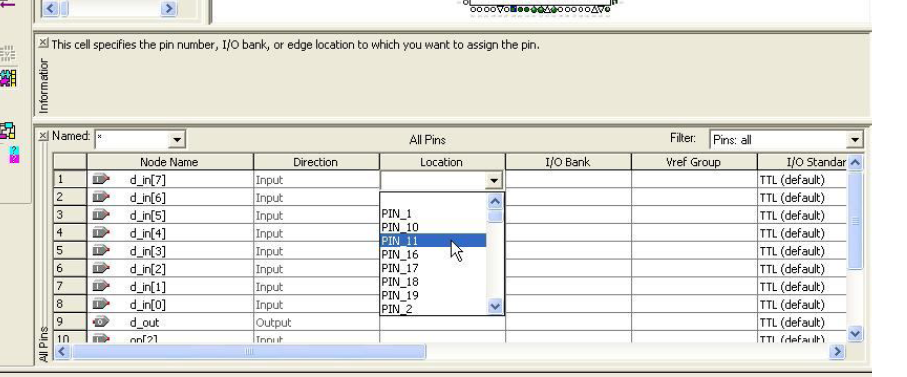 This cell specifies the pin number, I/O bank, or edge location to which you want to assign the pin.
Information
Named: * All Pins Filter: Pins: all
Node Name Direction Location I/O Bank Vref Group I/O Standar
1 d_in[7] Input TTL (default)
2 d_in[6] Input TTL (default)
3 d_in[5] Input PIN_1 TTL (default)
4 d_in[4] Input PIN_10 TTL (default)
5 d_in[3] Input PIN_11 TTL (default)
PIN_16
6 d_in[2] Input PIN_17 TTL (default)
7 d_in[1] Input PIN_18 TTL (default)
8 d_in[0] Input PIN_19 TTL (default)
PIN_2
9 d_out Output TTL (default)
10 op[2] Input TTL (default)
All Pins